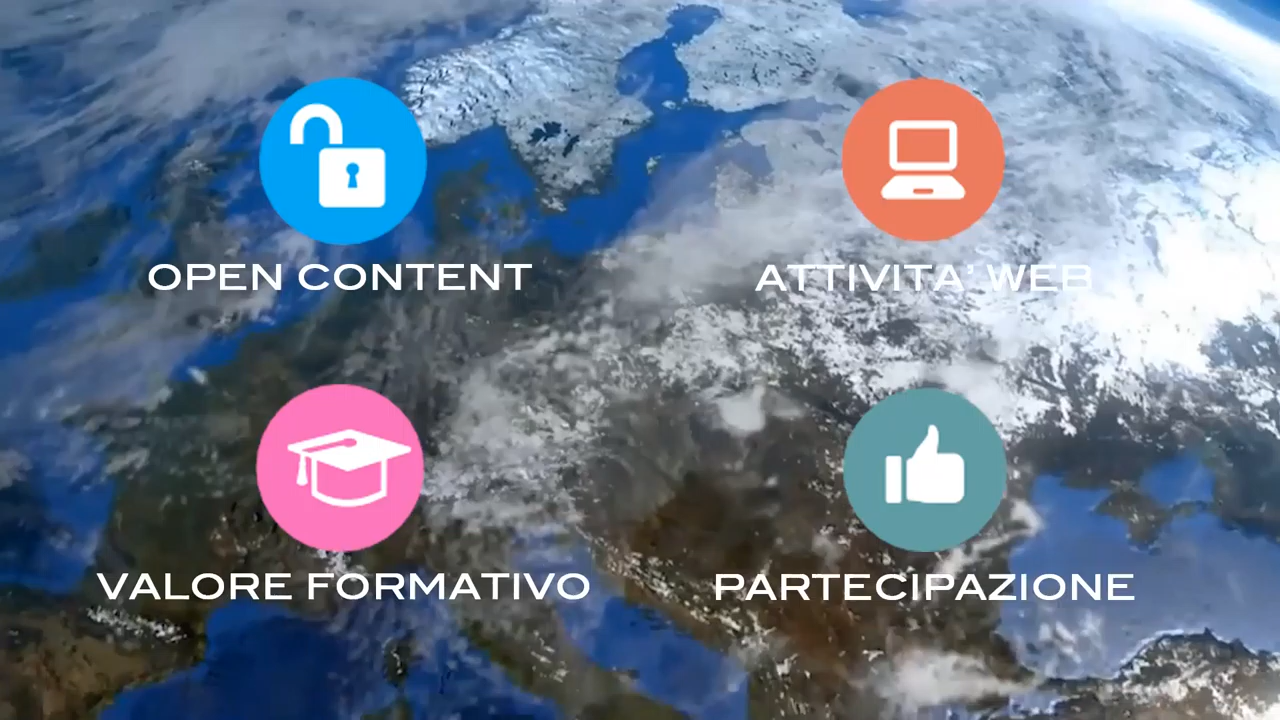 OPEN CONTENT
ATTIVITA' WEB
VALORE FORMATIVO
PARTECIPAZIONE